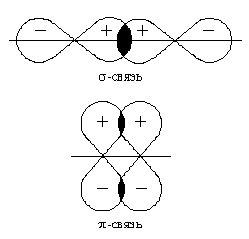 − + + −
σ-связь
+ +
− −
π-связь